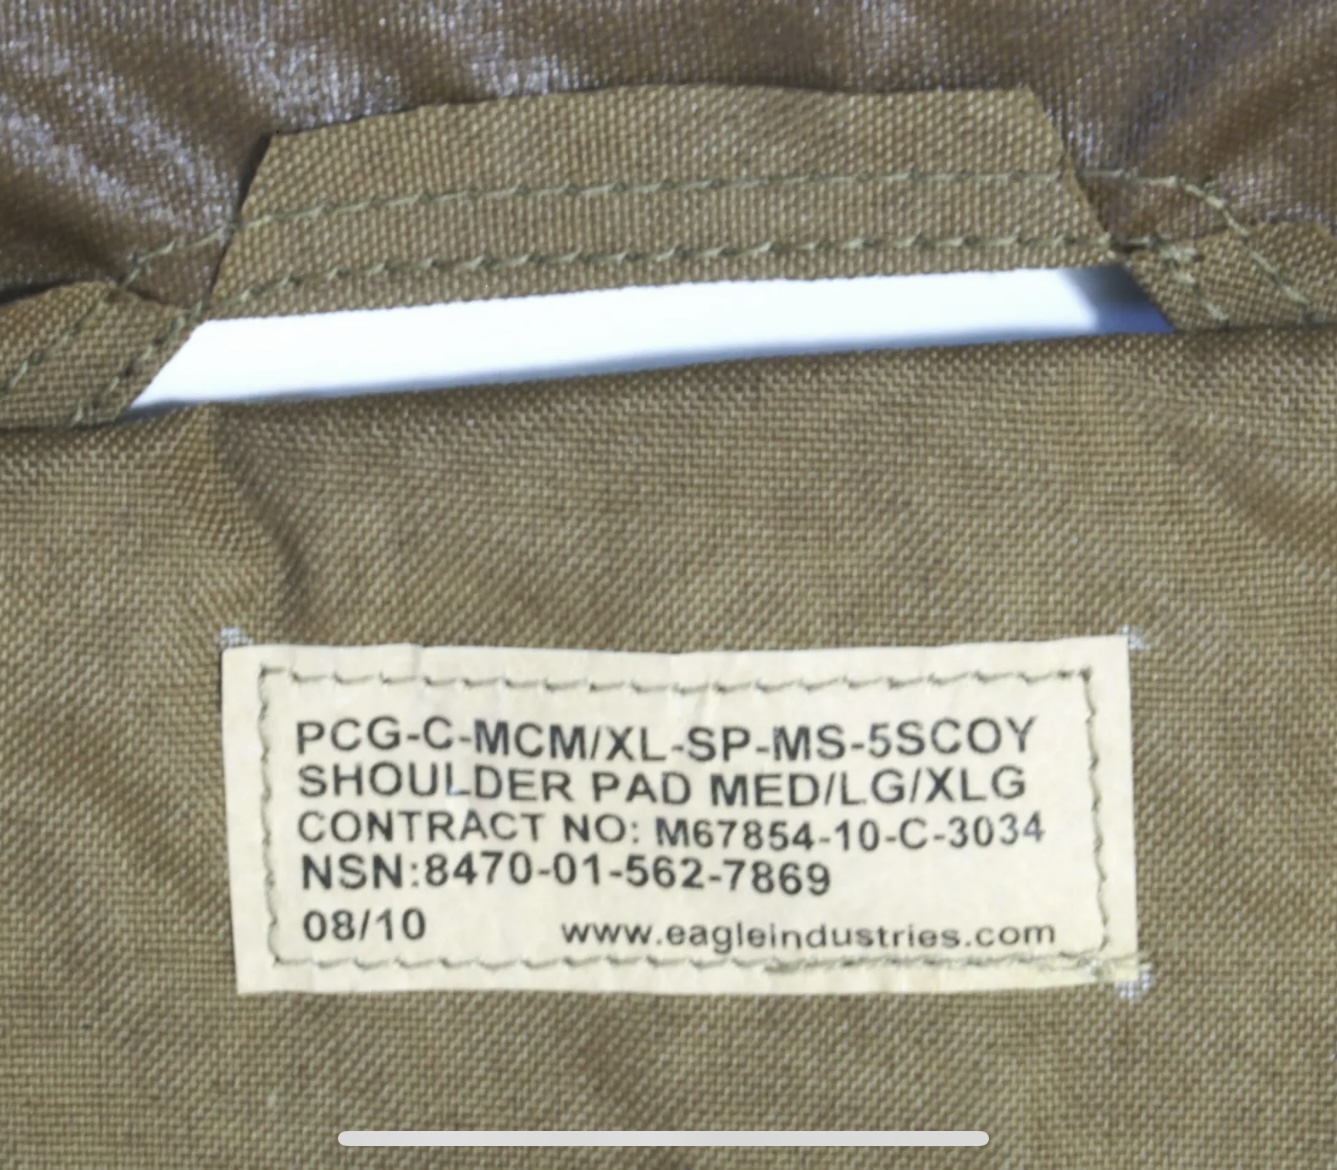 PCG-C-MCM/XL-SP-MS-5SCOY
SHOULDER PAD MED/LG/XLG
CONTRACT NO: M67854-10-C-3034
NSN:8470-01-562-7869
08/10 www.eagleindustries.com